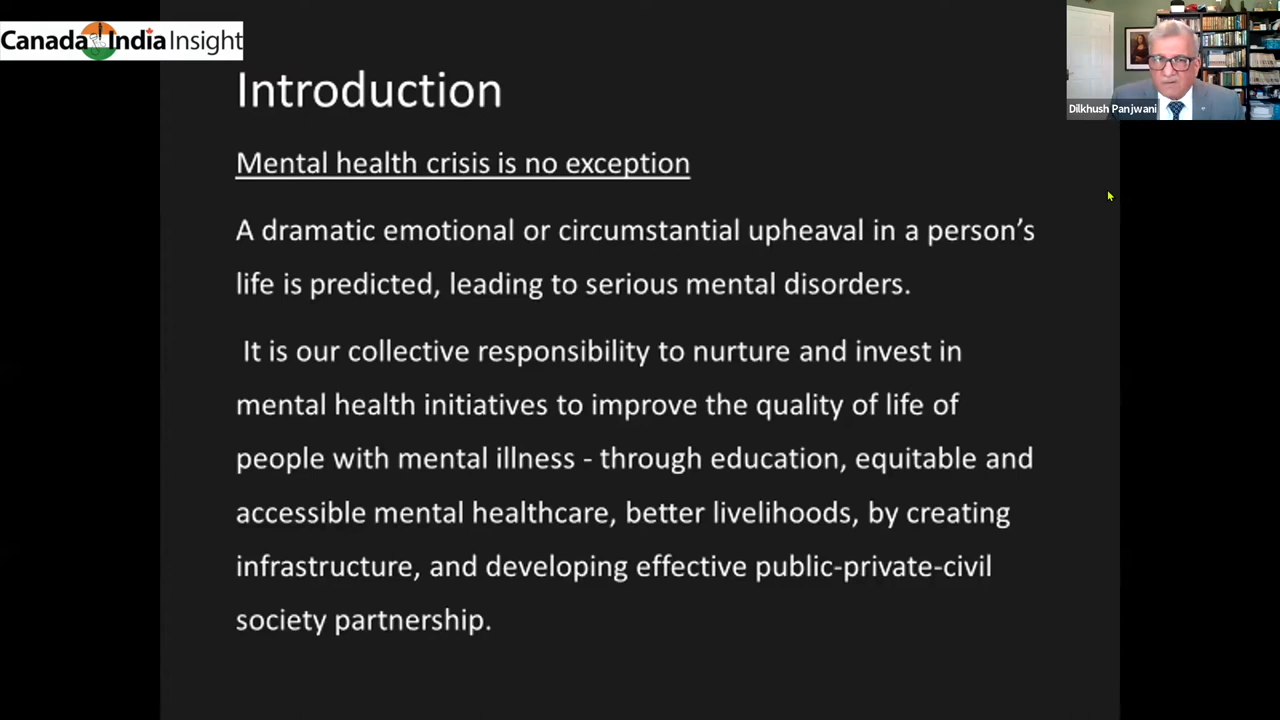 Canada India Insight
Dilkhush Panjwani
Introduction
Mental health crisis is no exception
A dramatic emotional or circumstantial upheaval in a person’s
life is predicted, leading to serious mental disorders.
It is our collective responsibility to nurture and invest in
mental health initiatives to improve the quality of life of
people with mental illness - through education, equitable and
accessible mental healthcare, better livelihoods, by creating
infrastructure, and developing effective public-private-civil
society partnership.